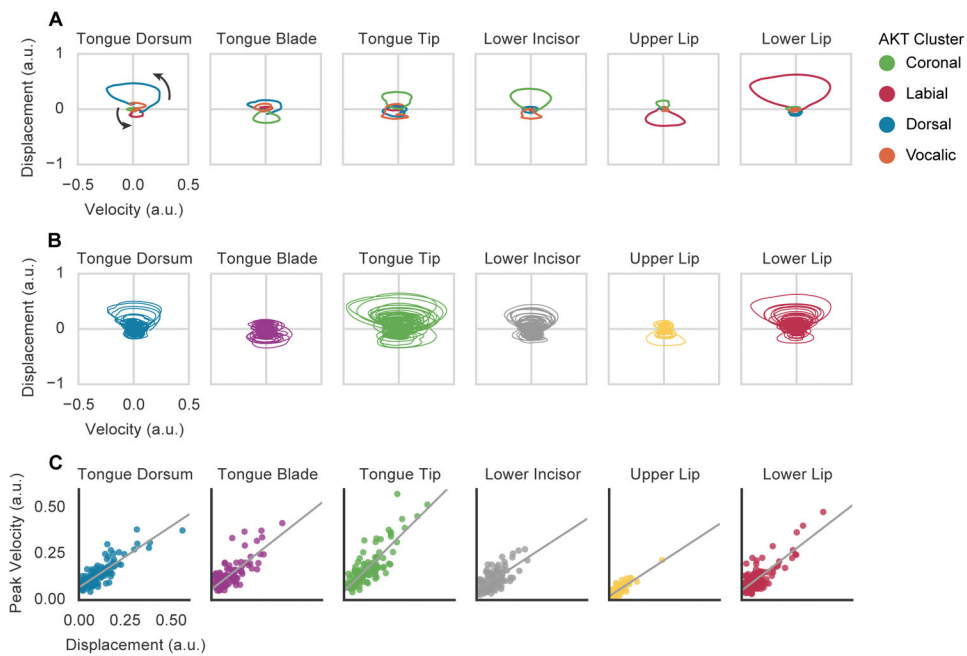 A
Tongue Dorsum Tongue Blade Tongue Tip Lower Incisor Upper Lip Lower Lip
Displacement (a.u.)
1
0
−1
−0.5 0.0 0.5
Velocity (a.u.)
AKT Cluster
Coronal
Labial
Dorsal
Vocalic
B
Tongue Dorsum Tongue Blade Tongue Tip Lower Incisor Upper Lip Lower Lip
Displacement (a.u.)
1
0
−1
−0.5 0.0 0.5
Velocity (a.u.)
C
Tongue Dorsum Tongue Blade Tongue Tip Lower Incisor Upper Lip Lower Lip
Peak Velocity (a.u.)
0.50
0.25
0.00
0.00 0.25 0.50
Displacement (a.u.)